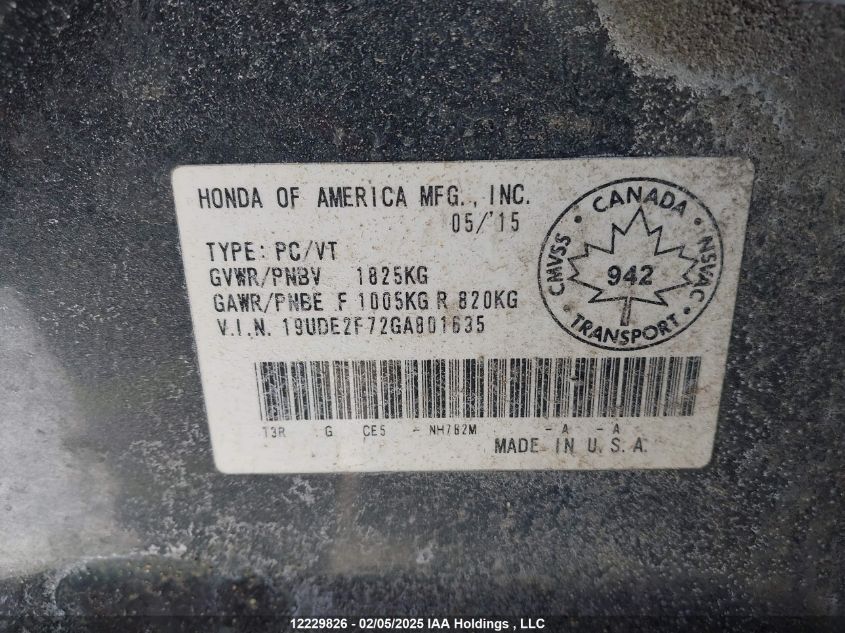 HONDA OF AMERICA MFG., INC.
05/'15
TYPE: PC/VT
GVWR/PNBV 1825KG
GAWR/PNBE F 1005KG R 820KG
V.I.N. 19UDE2F72GA801635
CANADA
CMVSS · NSVAC
942
TRANSPORT
T3R G CE5 - NH782M - A - A
MADE IN U.S.A.
12229826 - 02/05/2025 IAA Holdings , LLC